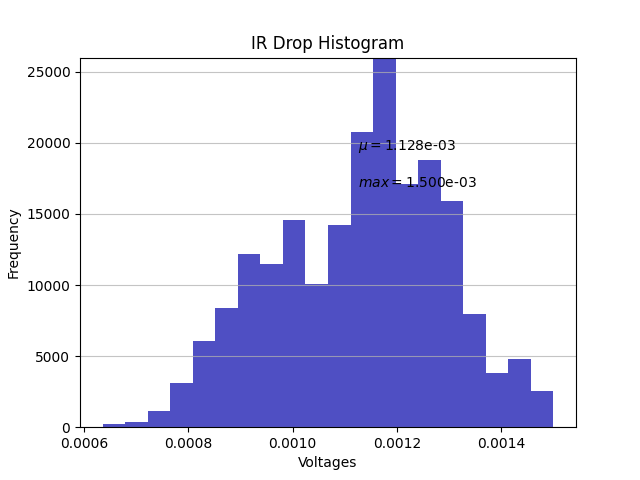 IR Drop Histogram
25000
20000
15000
10000
5000
0
Frequency
μ = 1.128e-03
max = 1.500e-03
0.0006 0.0008 0.0010 0.0012 0.0014
Voltages